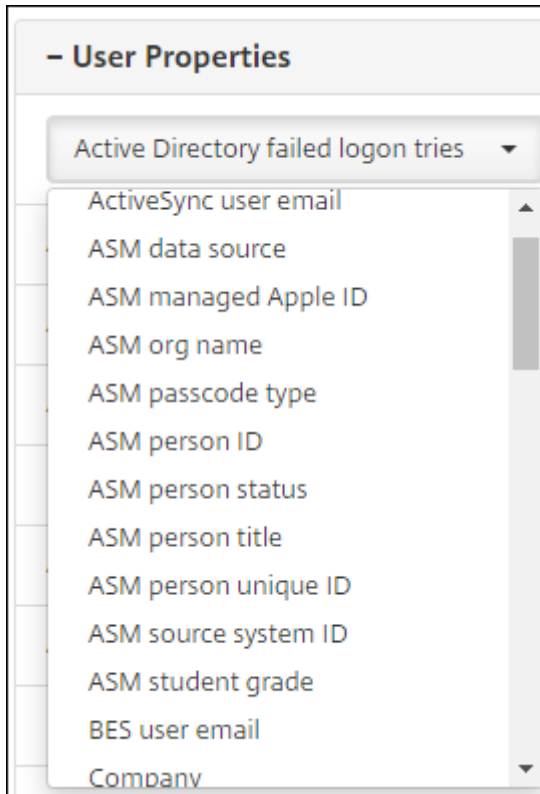 – User Properties
Active Directory failed logon tries
ActiveSync user email
ASM data source
ASM managed Apple ID
ASM org name
ASM passcode type
ASM person ID
ASM person status
ASM person title
ASM person unique ID
ASM source system ID
ASM student grade
BES user email
Company